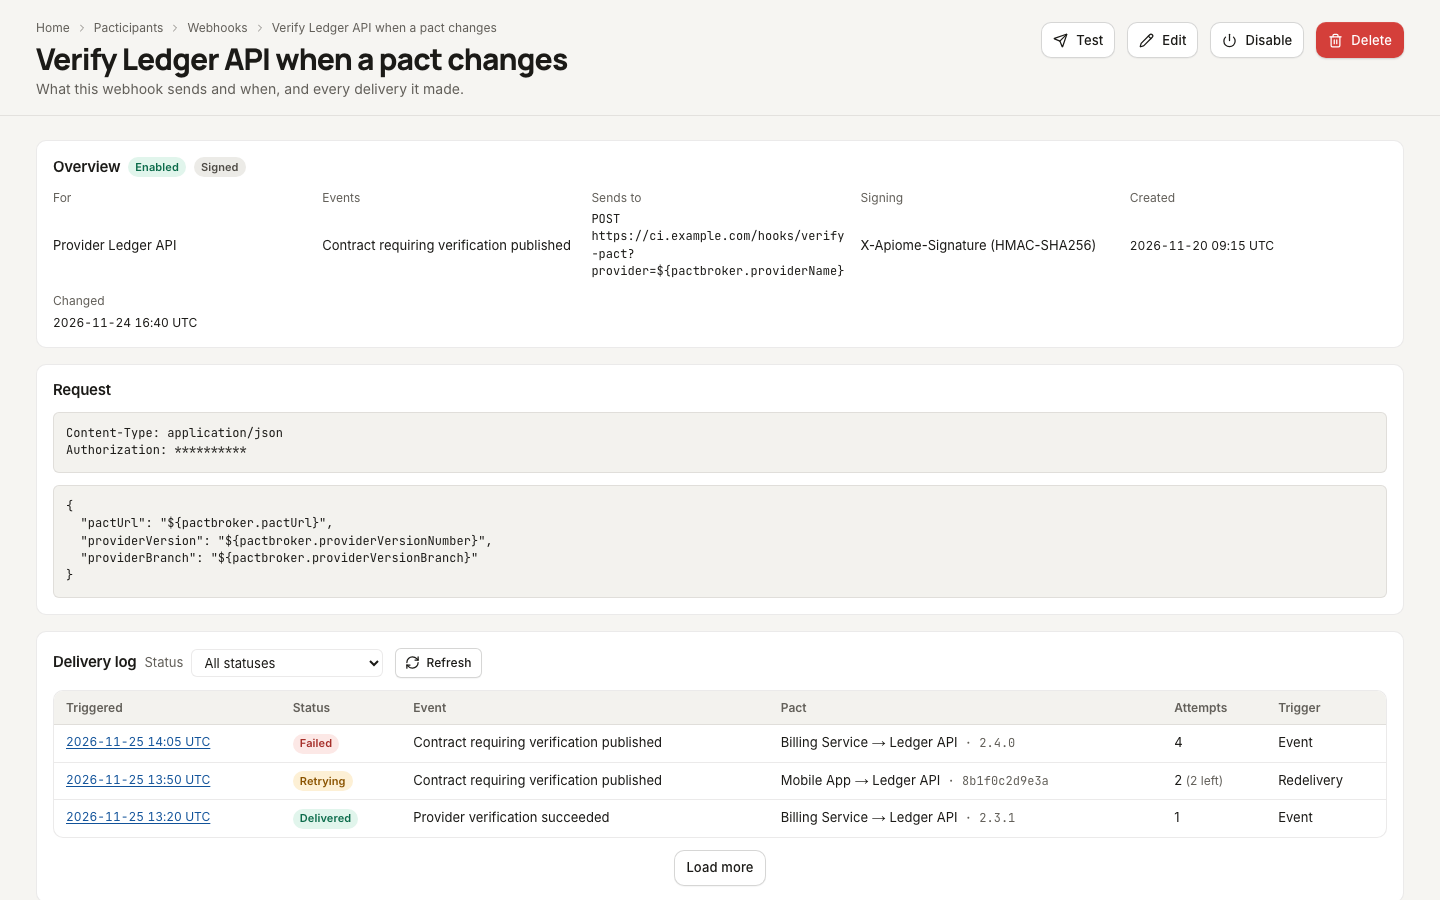 Home > Pacticipants > Webhooks > Verify Ledger API when a pact changes
Verify Ledger API when a pact changes
What this webhook sends and when, and every delivery it made.
Test
Edit
Disable
Delete
Overview Enabled Signed
For
Provider Ledger API
Events
Contract requiring verification published
Sends to
POST
https://ci.example.com/hooks/verify
-pact?
provider=${pactbroker.providerName}
Signing
X-Apiome-Signature (HMAC-SHA256)
Created
2026-11-20 09:15 UTC
Changed
2026-11-24 16:40 UTC
Request
Content-Type: application/json
Authorization: **********
{
  "pactUrl": "${pactbroker.pactUrl}",
  "providerVersion": "${pactbroker.providerVersionNumber}",
  "providerBranch": "${pactbroker.providerVersionBranch}"
}
Delivery log Status All statuses Refresh
Triggered Status Event Pact Attempts Trigger
2026-11-25 14:05 UTC Failed Contract requiring verification published Billing Service → Ledger API · 2.4.0 4 Event
2026-11-25 13:50 UTC Retrying Contract requiring verification published Mobile App → Ledger API · 8b1f0c2d9e3a 2 (2 left) Redelivery
2026-11-25 13:20 UTC Delivered Provider verification succeeded Billing Service → Ledger API · 2.3.1 1 Event
Load more